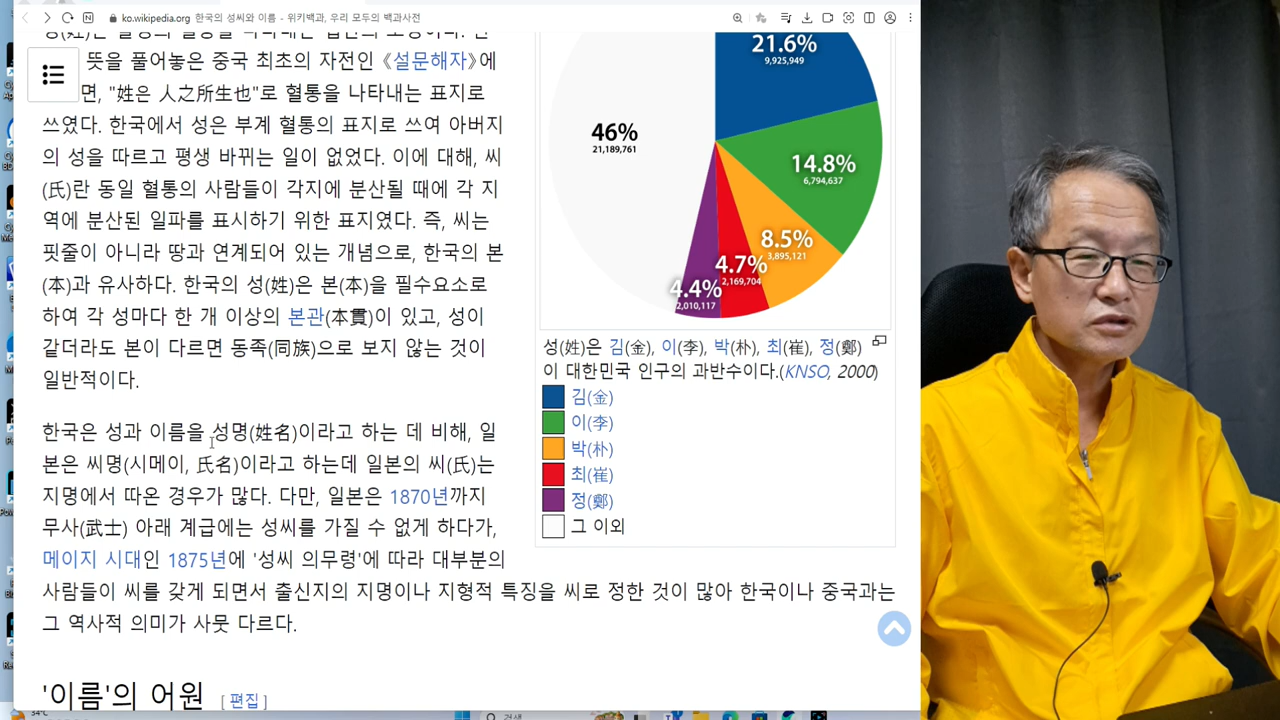 ko.wikipedia.org 한국의 성씨와 이름 - 위키백과, 우리 모두의 백과사전
뜻을 풀어놓은 중국 최초의 자전인 《설문해자》에
면, "姓은 人之所生也"로 혈통을 나타내는 표지로
쓰였다. 한국에서 성은 부계 혈통의 표지로 쓰여 아버지
의 성을 따르고 평생 바뀌는 일이 없었다. 이에 대해, 씨
(氏)란 동일 혈통의 사람들이 각지에 분산될 때에 각 지
역에 분산된 일파를 표시하기 위한 표지였다. 즉, 씨는
핏줄이 아니라 땅과 연계되어 있는 개념으로, 한국의 본
(本)과 유사하다. 한국의 성(姓)은 본(本)을 필수요소로
하여 각 성마다 한 개 이상의 본관(本貫)이 있고, 성이
같더라도 본이 다르면 동족(同族)으로 보지 않는 것이
일반적이다.
한국은 성과 이름을 성명(姓名)이라고 하는 데 비해, 일
본은 씨명(시메이, 氏名)이라고 하는데 일본의 씨(氏)는
지명에서 따온 경우가 많다. 다만, 일본은 1870년까지
무사(武士) 아래 계급에는 성씨를 가질 수 없게 하다가,
메이지 시대인 1875년에 '성씨 의무령'에 따라 대부분의
사람들이 씨를 갖게 되면서 출신지의 지명이나 지형적 특징을 씨로 정한 것이 많아 한국이나 중국과는
그 역사적 의미가 사뭇 다르다.
'이름'의 어원 [편집]
21.6%
9,925,949
46%
21,189,761
14.8%
6,794,637
8.5%
3,895,121
4.7%
2,169,704
4.4%
2,010,117
성(姓)은 김(金), 이(李), 박(朴), 최(崔), 정(鄭)
이 대한민국 인구의 과반수이다.(KNSO, 2000)
김(金)
이(李)
박(朴)
최(崔)
정(鄭)
그 이외
34°C
검색